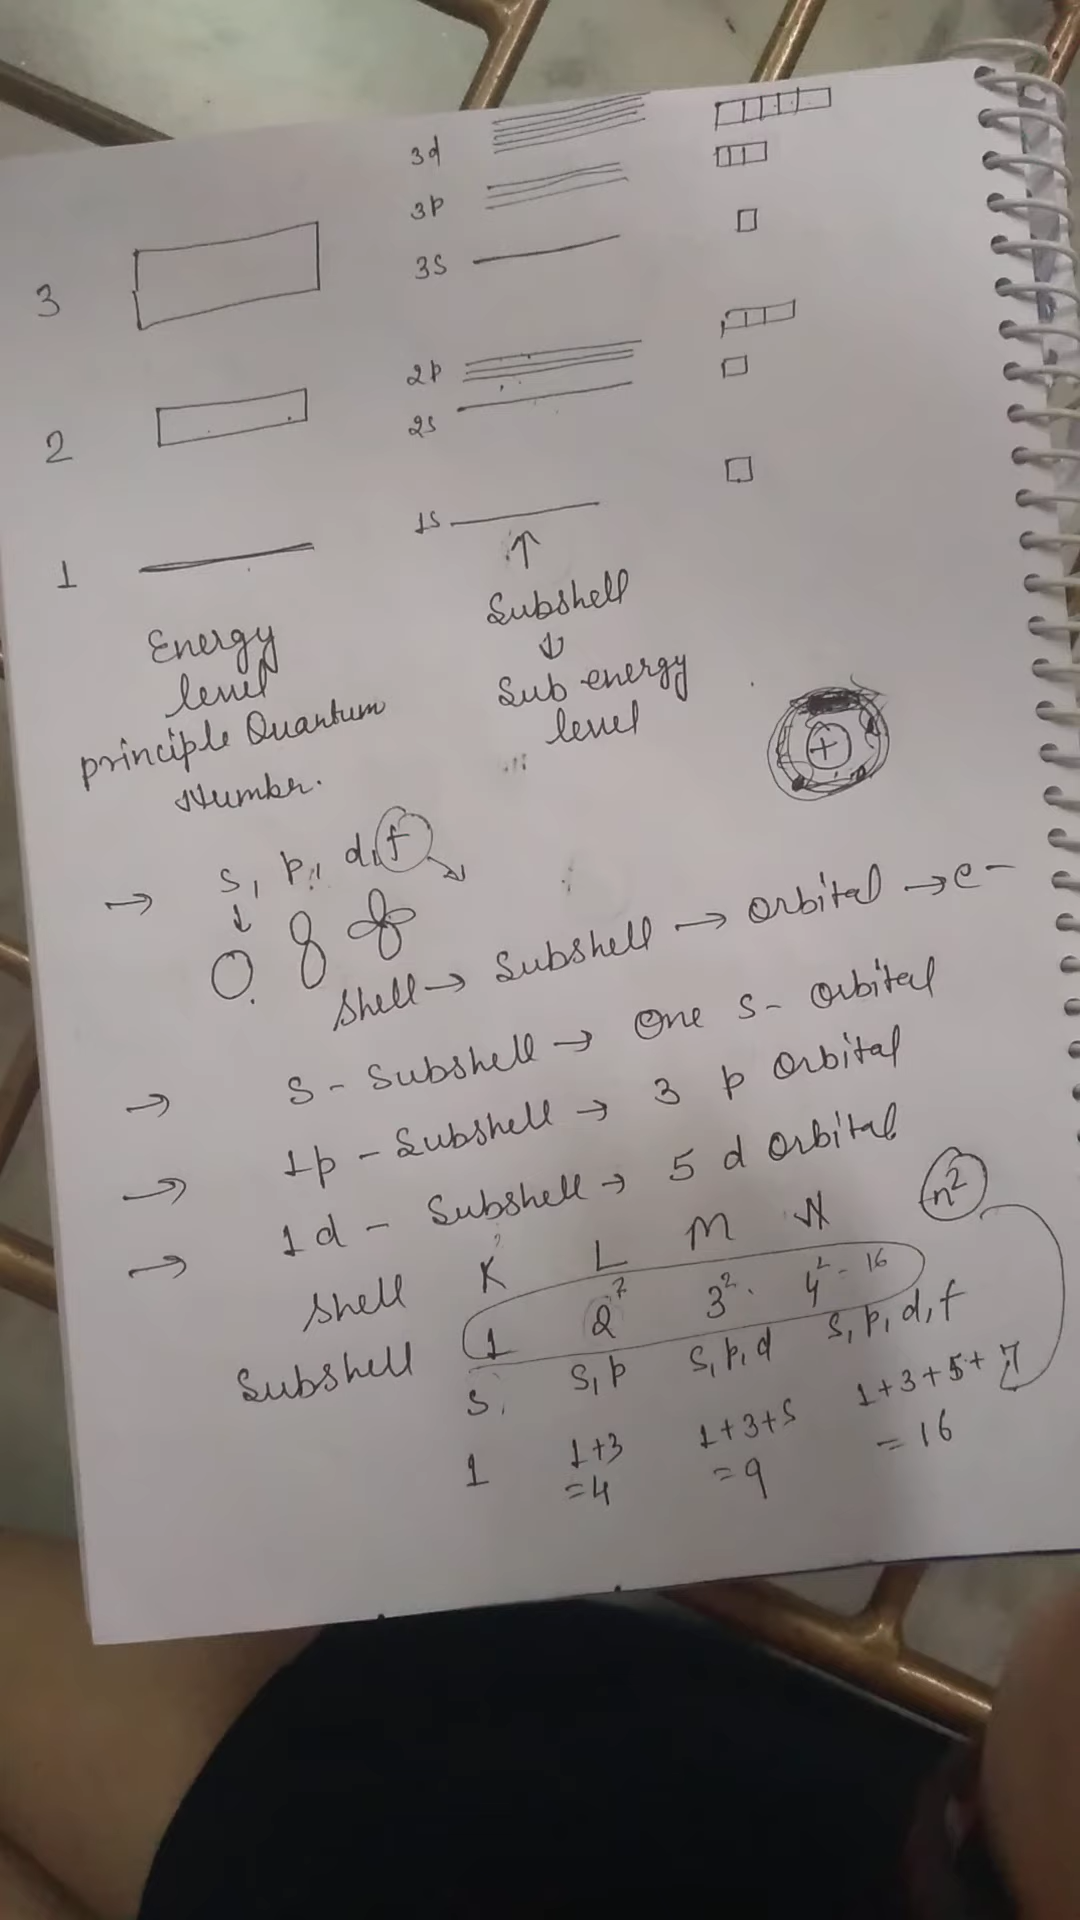 3d
3p
3s
3
2p
2s
2
1s
1
↑
Subshell
↓
Sub energy
level
Energy
level
principle Quantum
Number.
+
→ s, p, d, f
Shell → Subshell → Orbital → e-
→ s - Subshell → One s - Orbital
→ 1p - Subshell → 3 p Orbital
→ 1d - Subshell → 5 d Orbital
Shell K L M N n²
1 2² 3² 4² - 16
Subshell s, s, p s, p, d s, p, d, f
1 1+3 1+3+5 1+3+5+7
=4 =9 =16